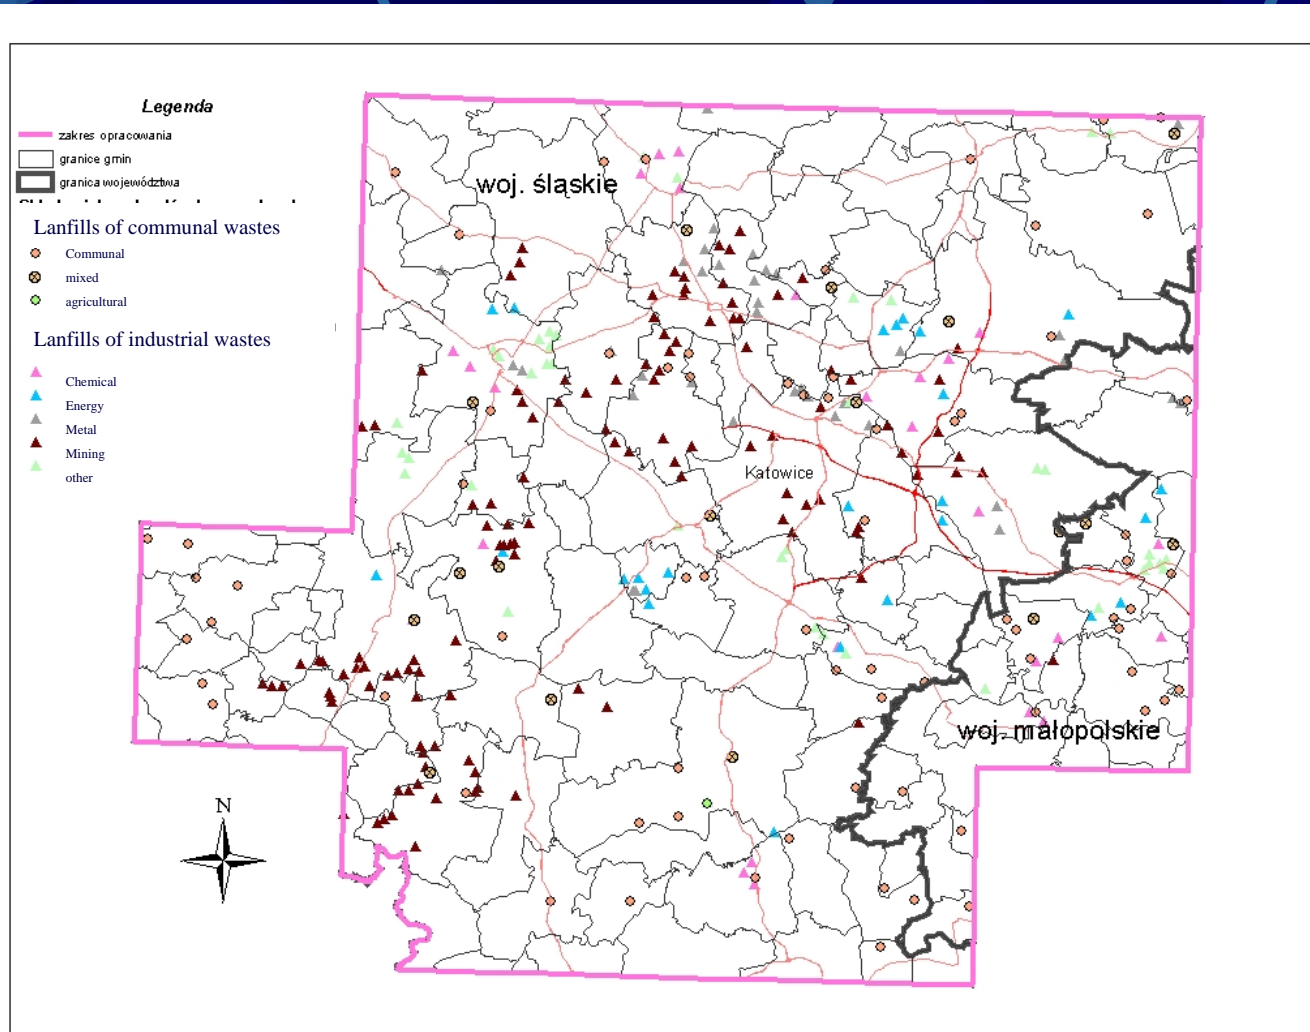 Legenda
zakres opracowania
granice gmin
granica województwa
Lanfills of communal wastes
Communal
mixed
agricultural
Lanfills of industrial wastes
Chemical
Energy
Metal
Mining
other
woj. śląskie
Katowice
woj. małopolskie
N